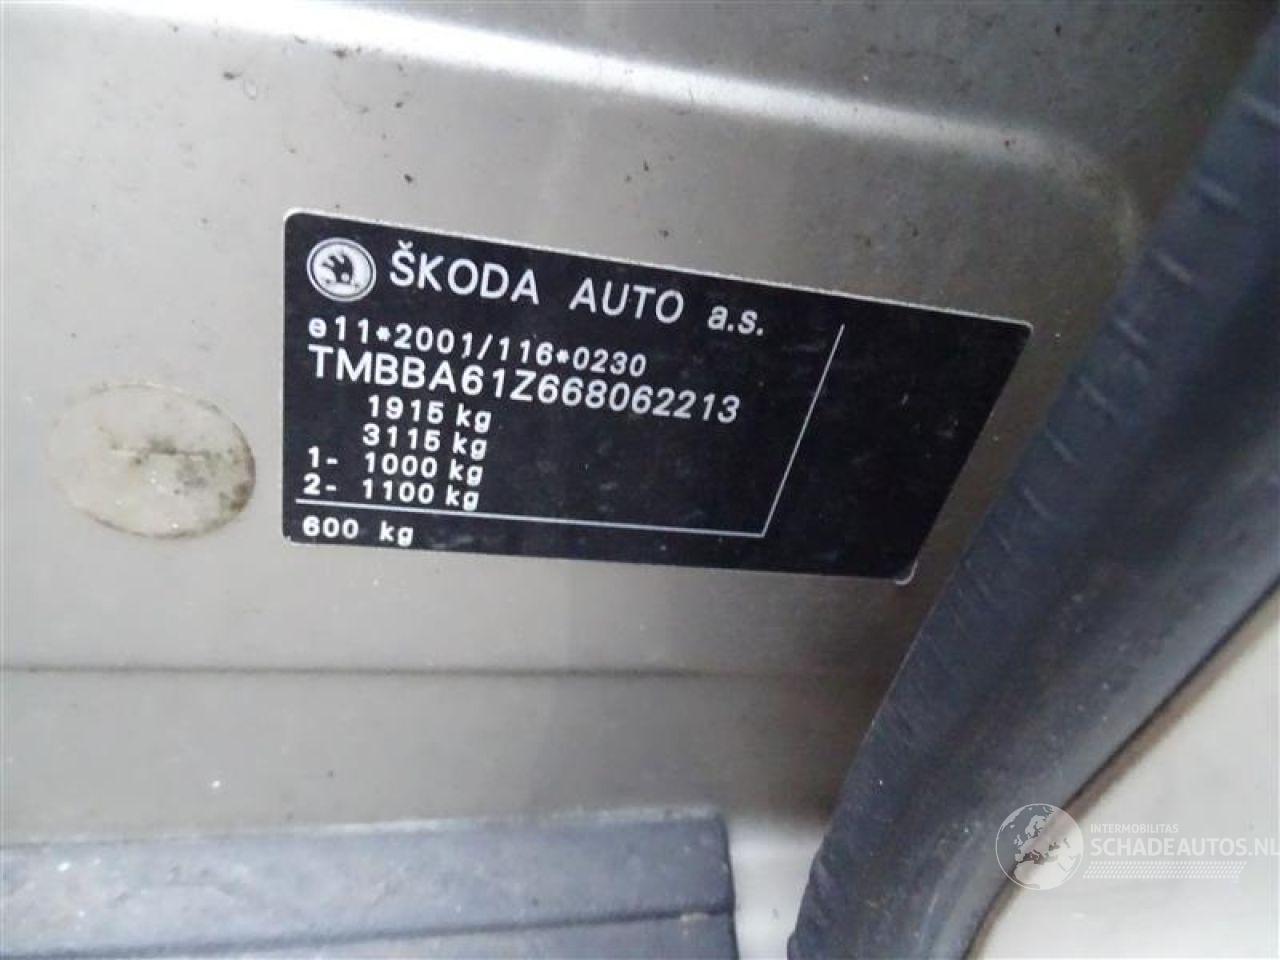 ŠKODA AUTO a.s.
e11*2001/116*0230
TMBBA61Z668062213
1915 kg
3115 kg
1- 1000 kg
2- 1100 kg
600 kg
INTERMOBILITAS
SCHADEAUTOS.NL